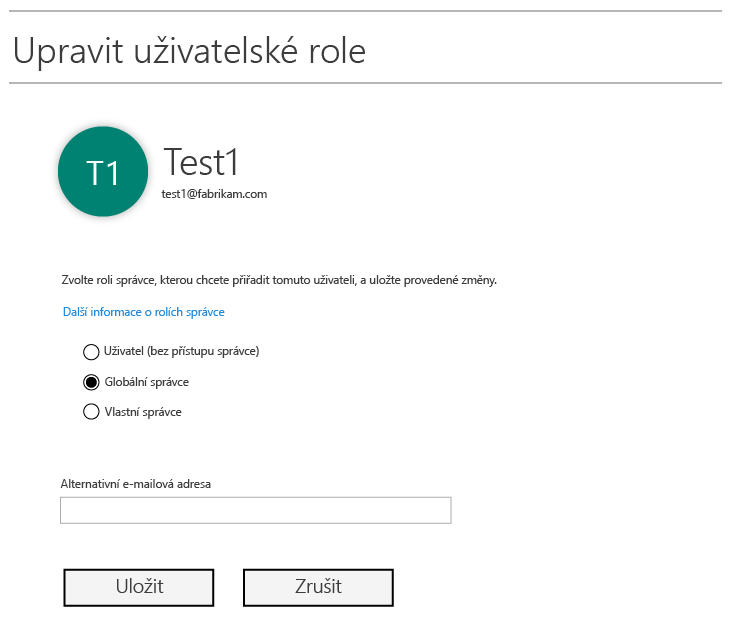 Upravit uživatelské role
T1
Test1
test1@fabrikam.com
Zvolte roli správce, kterou chcete přiřadit tomuto uživateli, a uložte provedené změny.
Další informace o rolích správce
Uživatel (bez přístupu správce)
Globální správce
Vlastní správce
Alternativní e-mailová adresa
Uložit
Zrušit